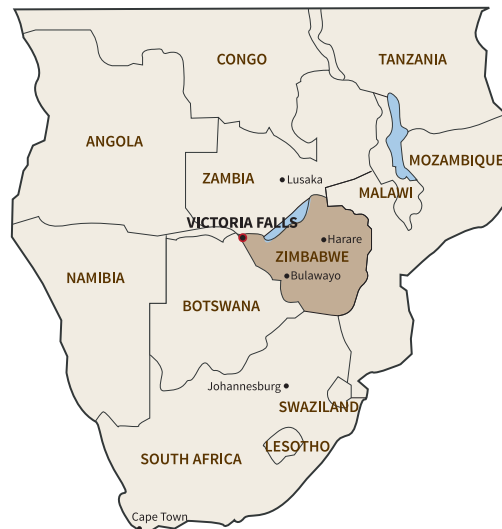 CONGO
TANZANIA
ANGOLA
MOZAMBIQUE
ZAMBIA
Lusaka
MALAWI
VICTORIA FALLS
Harare
ZIMBABWE
NAMIBIA
Bulawayo
BOTSWANA
Johannesburg
SWAZILAND
LESOTHO
SOUTH AFRICA
Cape Town